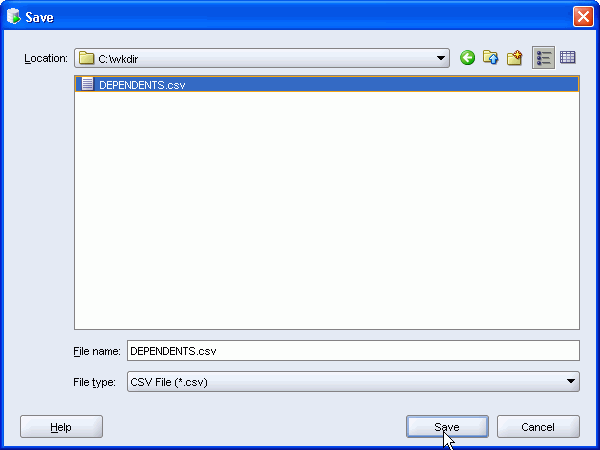 Save
Location: C:\wkdir
DEPENDENTS.csv
File name: DEPENDENTS.csv
File type: CSV File (*.csv)
Help Save Cancel